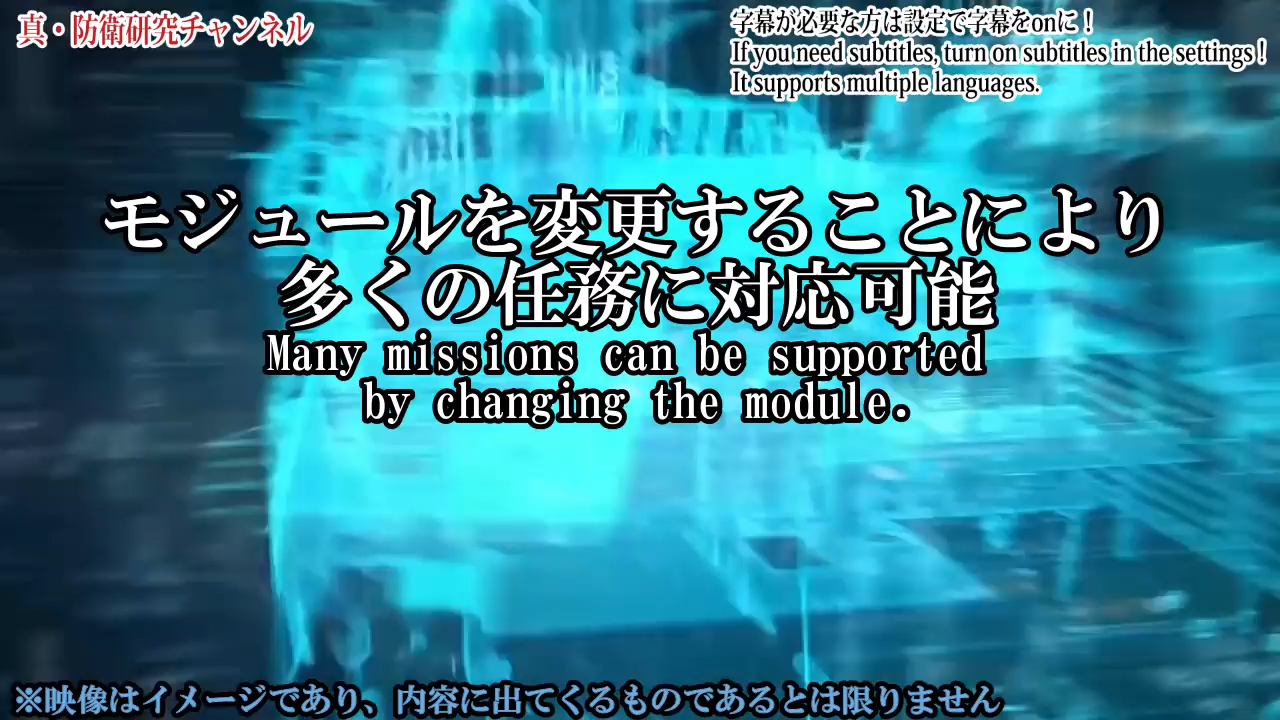 真・防衛研究チャンネル
字幕が必要な方は設定で字幕をonに！
If you need subtitles, turn on subtitles in the settings！
It supports multiple languages.
モジュールを変更することにより
多くの任務に対応可能
Many missions can be supported
by changing the module.
※映像はイメージであり、内容に出てくるものであるとは限りません